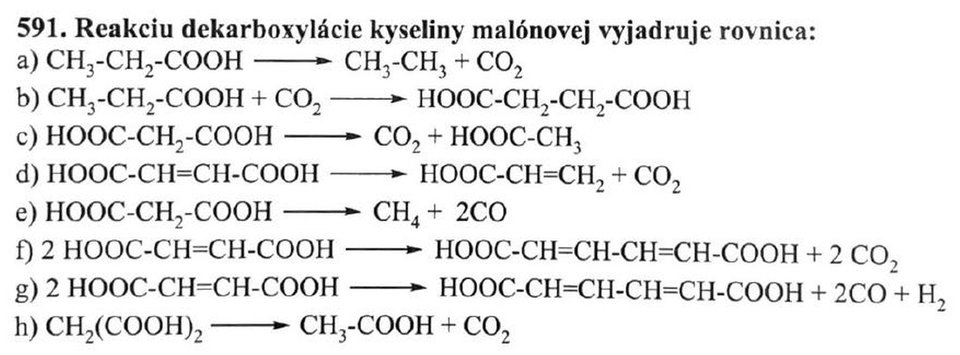 591. Reakciu dekarboxylácie kyseliny malónovej vyjadruje rovnica:
a) CH₃-CH₂-COOH ⟶ CH₃-CH₃ + CO₂
b) CH₃-CH₂-COOH + CO₂ ⟶ HOOC-CH₂-CH₂-COOH
c) HOOC-CH₂-COOH ⟶ CO₂ + HOOC-CH₃
d) HOOC-CH=CH-COOH ⟶ HOOC-CH=CH₂ + CO₂
e) HOOC-CH₂-COOH ⟶ CH₄ + 2CO
f) 2 HOOC-CH=CH-COOH ⟶ HOOC-CH=CH-CH=CH-COOH + 2 CO₂
g) 2 HOOC-CH=CH-COOH ⟶ HOOC-CH=CH-CH=CH-COOH + 2CO + H₂
h) CH₂(COOH)₂ ⟶ CH₃-COOH + CO₂